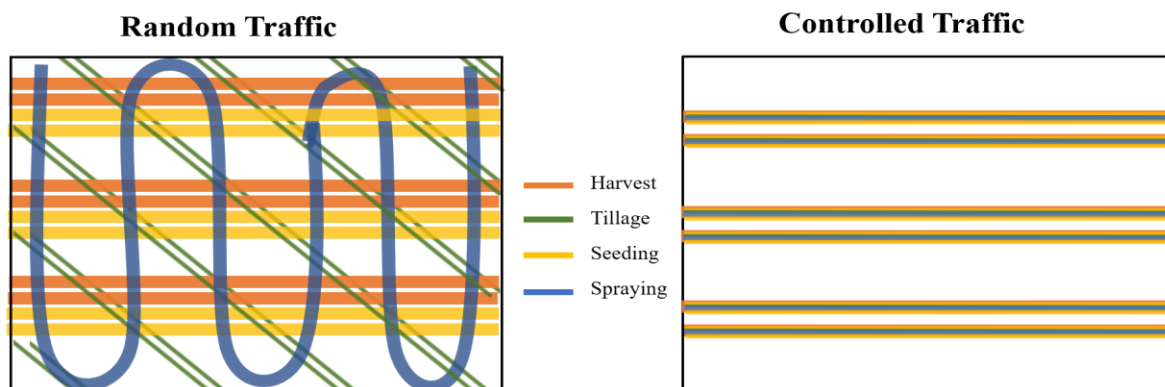 Random Traffic
Controlled Traffic
Harvest
Tillage
Seeding
Spraying